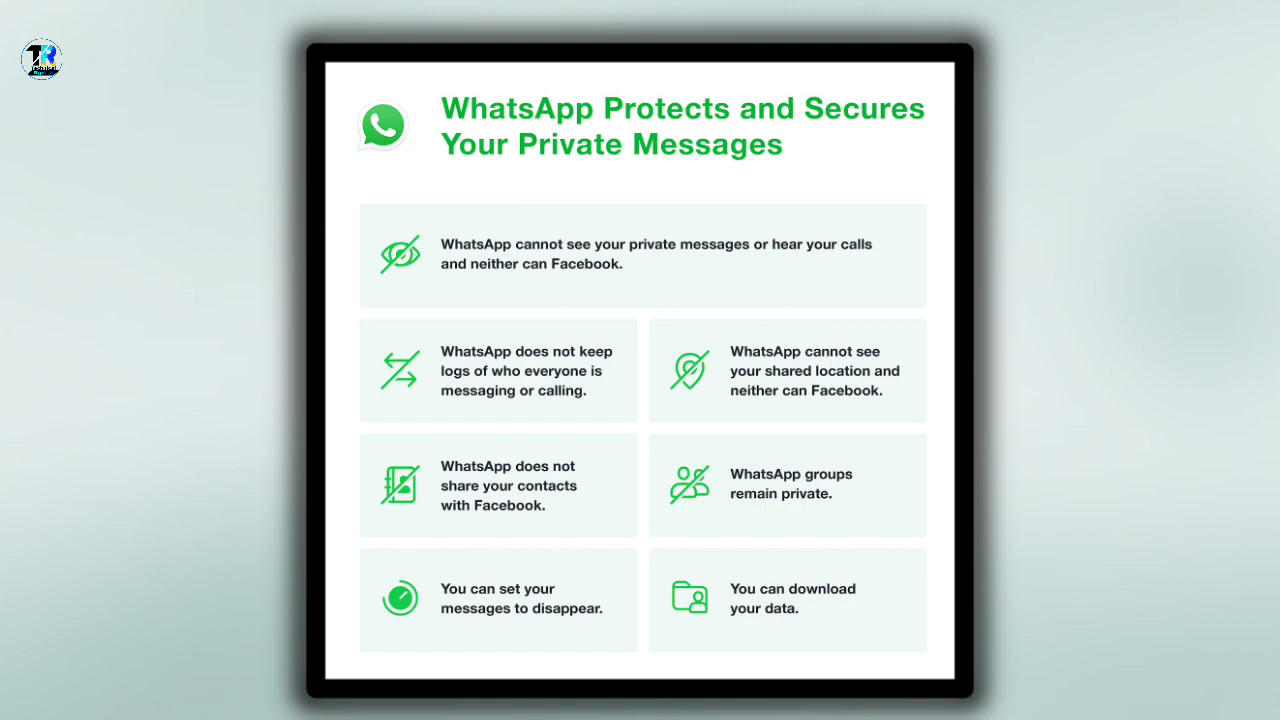 TR
WhatsApp Protects and Secures
Your Private Messages
WhatsApp cannot see your private messages or hear your calls
and neither can Facebook.
WhatsApp does not keep
logs of who everyone is
messaging or calling.
WhatsApp cannot see
your shared location and
neither can Facebook.
WhatsApp does not
share your contacts
with Facebook.
WhatsApp groups
remain private.
You can set your
messages to disappear.
You can download
your data.